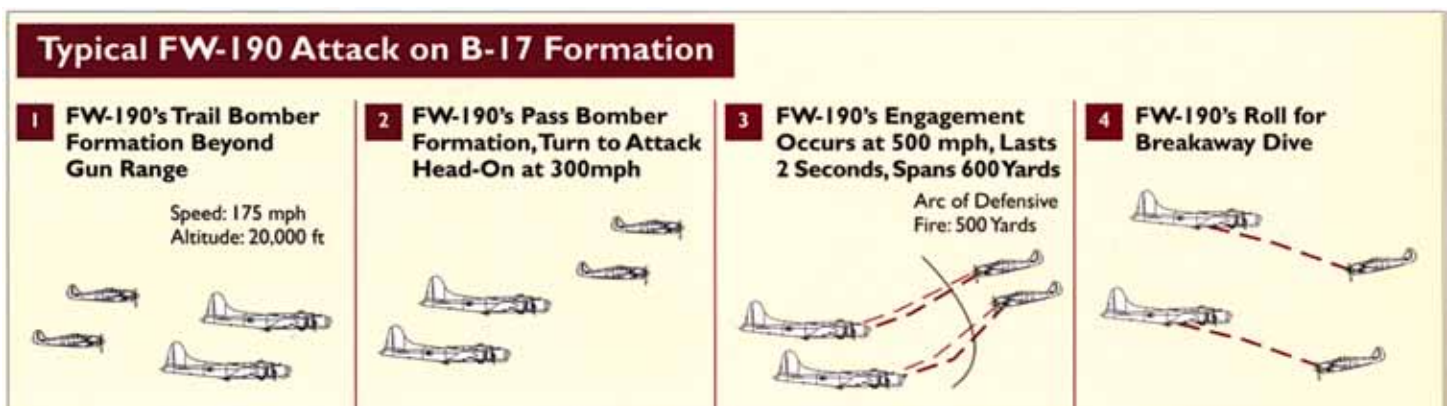 Typical FW-190 Attack on B-17 Formation
1 FW-190's Trail Bomber
Formation Beyond
Gun Range
Speed: 175 mph
Altitude: 20,000 ft
2 FW-190's Pass Bomber
Formation, Turn to Attack
Head-On at 300mph
3 FW-190's Engagement
Occurs at 500 mph, Lasts
2 Seconds, Spans 600 Yards
Arc of Defensive
Fire: 500 Yards
4 FW-190's Roll for
Breakaway Dive